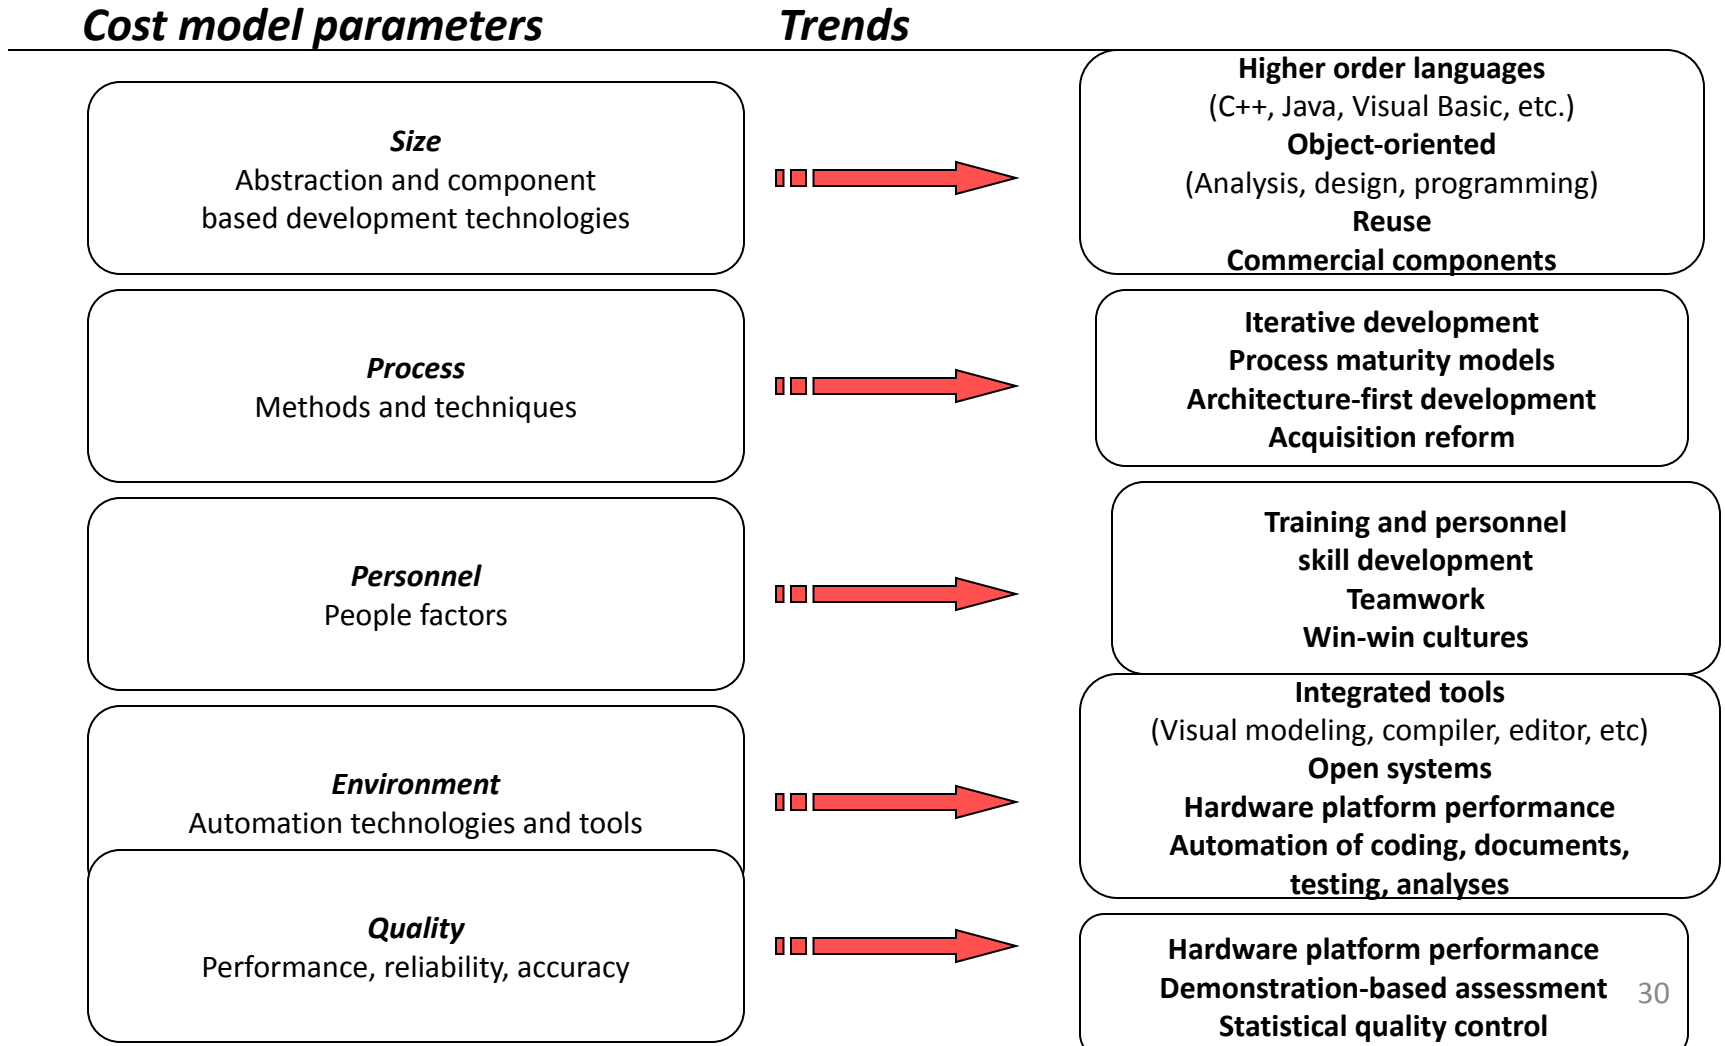 Cost model parameters
Trends
Size
Abstraction and component
based development technologies
Higher order languages
(C++, Java, Visual Basic, etc.)
Object-oriented
(Analysis, design, programming)
Reuse
Commercial components
Process
Methods and techniques
Iterative development
Process maturity models
Architecture-first development
Acquisition reform
Personnel
People factors
Training and personnel
skill development
Teamwork
Win-win cultures
Environment
Automation technologies and tools
Integrated tools
(Visual modeling, compiler, editor, etc)
Open systems
Hardware platform performance
Automation of coding, documents,
testing, analyses
Quality
Performance, reliability, accuracy
Hardware platform performance
Demonstration-based assessment
Statistical quality control
30